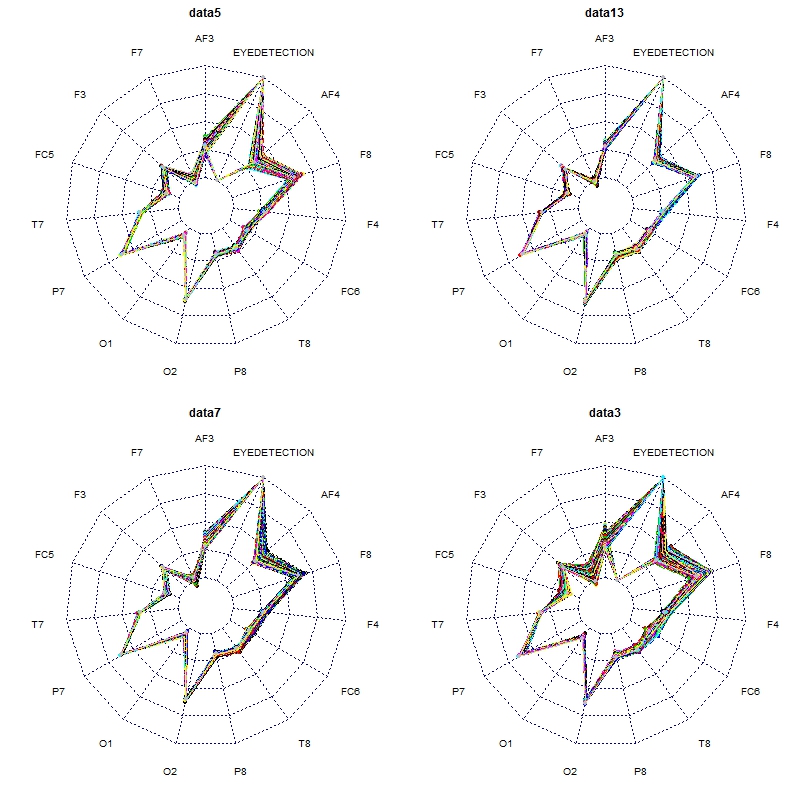 data5
AF3
F7
EYEDETECTION
F3
AF4
FC5
F8
T7
F4
P7
FC6
O1
T8
O2
P8
data13
AF3
F7
EYEDETECTION
F3
AF4
FC5
F8
T7
F4
P7
FC6
O1
T8
O2
P8
data7
AF3
F7
EYEDETECTION
F3
AF4
FC5
F8
T7
F4
P7
FC6
O1
T8
O2
P8
data3
AF3
F7
EYEDETECTION
F3
AF4
FC5
F8
T7
F4
P7
FC6
O1
T8
O2
P8